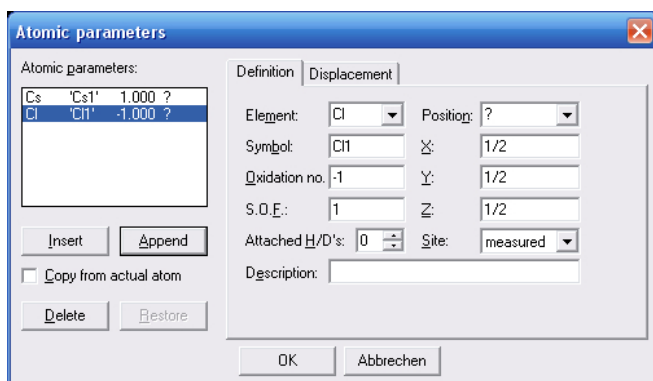 Atomic parameters
Atomic parameters:
Cs 'Cs1' 1.000 ?
Cl 'Cl1' -1.000 ?
Insert Append
Copy from actual atom
Delete Restore
Definition Displacement
Element: Cl Position: ?
Symbol: Cl1 X: 1/2
Oxidation no. -1 Y: 1/2
S.O.F.: 1 Z: 1/2
Attached H/D's: 0 Site: measured
Description:
OK Abbrechen